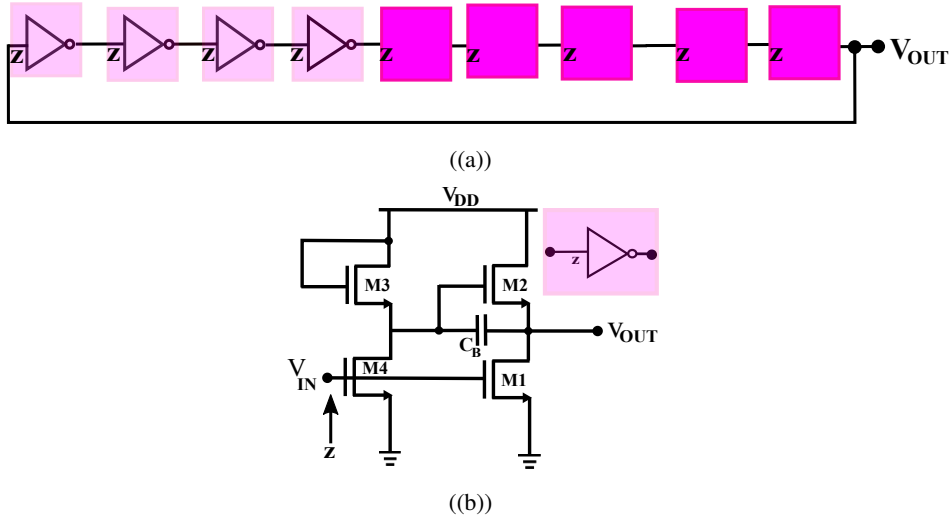 z z z z z z z z z VOUT
((a))
VDD
M3 M2 z
CB VOUT
VIN M4 M1
z
((b))